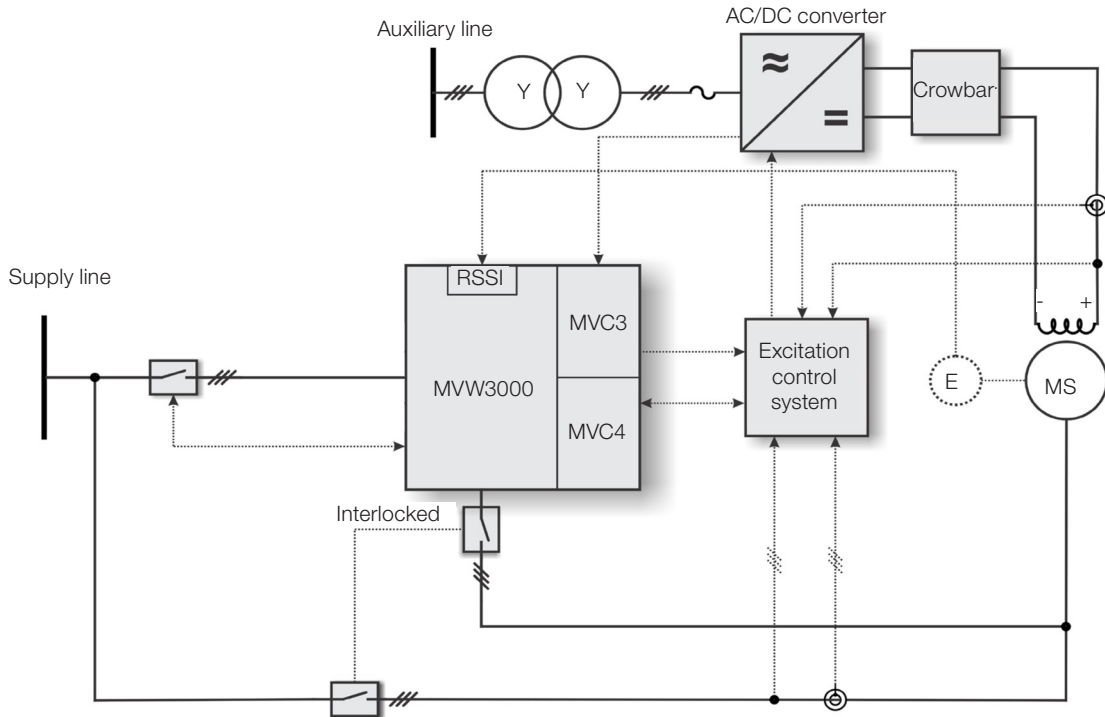 AC/DC converter
Auxiliary line
Y
Y
≈
=
Crowbar
Supply line
RSSI
MVC3
MVW3000
MVC4
Excitation
control
system
- +
E
MS
Interlocked